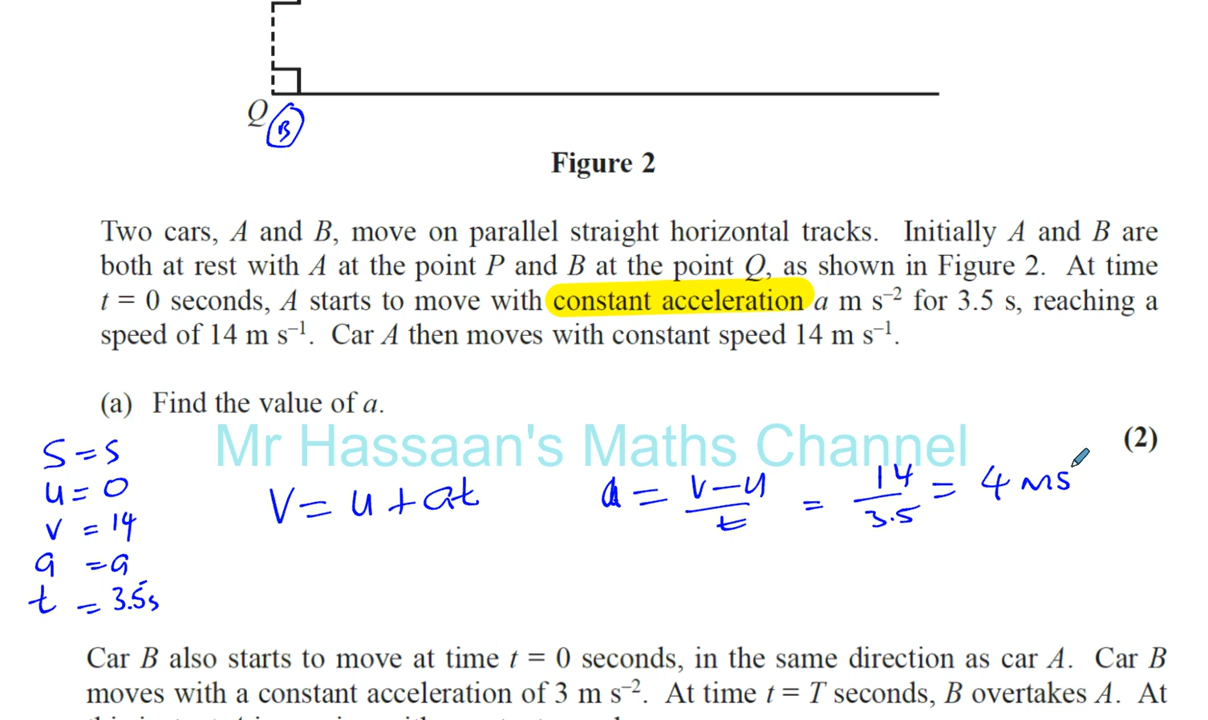 Q
B
Figure 2
Two cars, A and B, move on parallel straight horizontal tracks. Initially A and B are
both at rest with A at the point P and B at the point Q, as shown in Figure 2. At time
t = 0 seconds, A starts to move with constant acceleration a m s⁻² for 3.5 s, reaching a
speed of 14 m s⁻¹. Car A then moves with constant speed 14 m s⁻¹.
(a) Find the value of a.
(2)
Mr Hassaan's Maths Channel
S = S
u = 0
v = 14
a = a
t = 3.5s
V = u + at
a = v-u / t = 14 / 3.5 = 4 ms
Car B also starts to move at time t = 0 seconds, in the same direction as car A. Car B
moves with a constant acceleration of 3 m s⁻². At time t = T seconds, B overtakes A. At